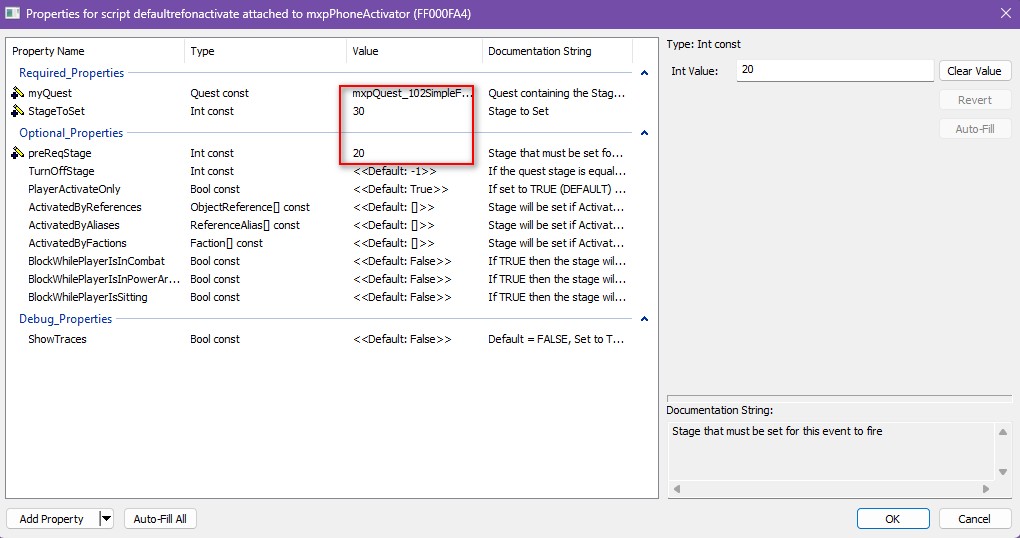 Properties for script defaultrefonactivate attached to mxpPhoneActivator (FF000FA4)
Property Name Type Value Documentation String
Required_Properties
myQuest Quest const mxpQuest_102SimpleF... Quest containing the Stag...
StageToSet Int const 30 Stage to Set
Optional_Properties
preReqStage Int const 20 Stage that must be set fo...
TurnOffStage Int const <<Default: -1>> If the quest stage is equal...
PlayerActivateOnly Bool const <<Default: True>> If set to TRUE (DEFAULT) ...
ActivatedByReferences ObjectReference[] const <<Default: []>> Stage will be set if Activat...
ActivatedByAliases ReferenceAlias[] const <<Default: []>> Stage will be set if Activat...
ActivatedByFactions Faction[] const <<Default: []>> Stage will be set if Activat...
BlockWhilePlayerIsInCombat Bool const <<Default: False>> If TRUE then the stage wil...
BlockWhilePlayerIsInPowerAr... Bool const <<Default: False>> If TRUE then the stage wil...
BlockWhilePlayerIsSitting Bool const <<Default: False>> If TRUE then the stage wil...
Debug_Properties
ShowTraces Bool const <<Default: False>> Default = FALSE, Set to T...
Type: Int const
Int Value: 20 Clear Value
Revert
Auto-Fill
Documentation String:
Stage that must be set for this event to fire
Add Property Auto-Fill All OK Cancel